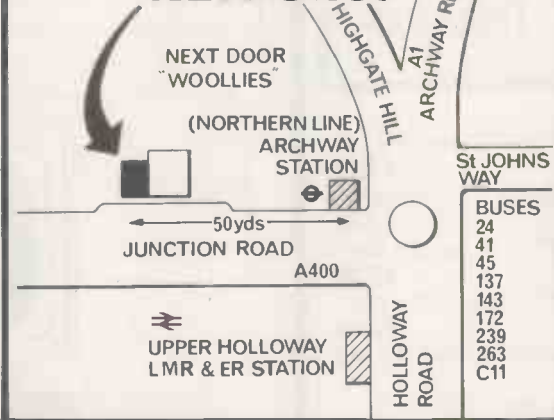 NEXT DOOR
"WOOLLIES"
HIGHGATE HILL
A1
ARCHWAY
(NORTHERN LINE)
ARCHWAY
STATION
St JOHNS
WAY
50yds
JUNCTION ROAD
A400
UPPER HOLLOWAY
LMR & ER STATION
HOLLOWAY
ROAD
BUSES
24
41
45
137
143
172
239
263
C11